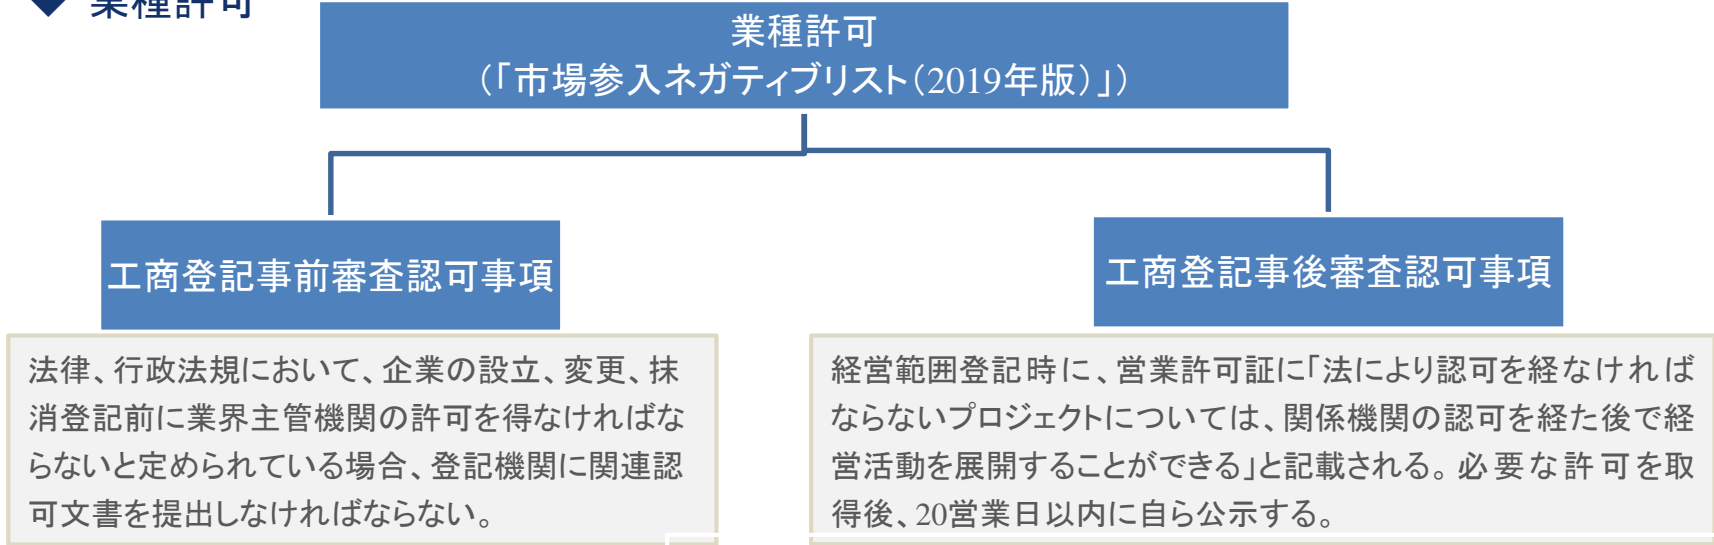 ◆ 業種許可
業種許可
（「市場参入ネガティブリスト（2019年版）」）
工商登記事前審査認可事項
工商登記事後審査認可事項
法律、行政法規において、企業の設立、変更、抹
消登記前に業界主管機関の許可を得なければな
らないと定められている場合、登記機関に関連認
可文書を提出しなければならない。
経営範囲登記時に、営業許可証に「法により認可を経なければ
ならないプロジェクトについては、関係機関の認可を経た後で経
営活動を展開することができる」と記載される。必要な許可を取
得後、20営業日以内に自ら公示する。